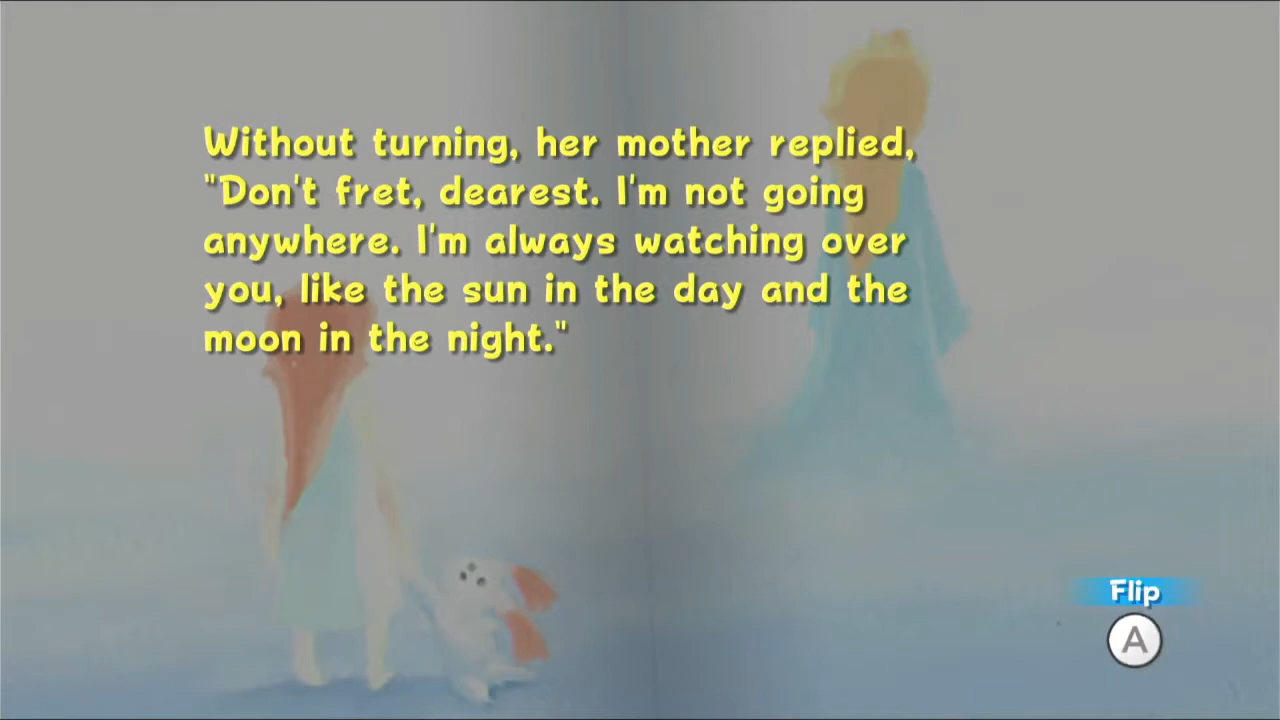 Without turning, her mother replied,
"Don't fret, dearest. I'm not going
anywhere. I'm always watching over
you, like the sun in the day and the
moon in the night."
Flip
A